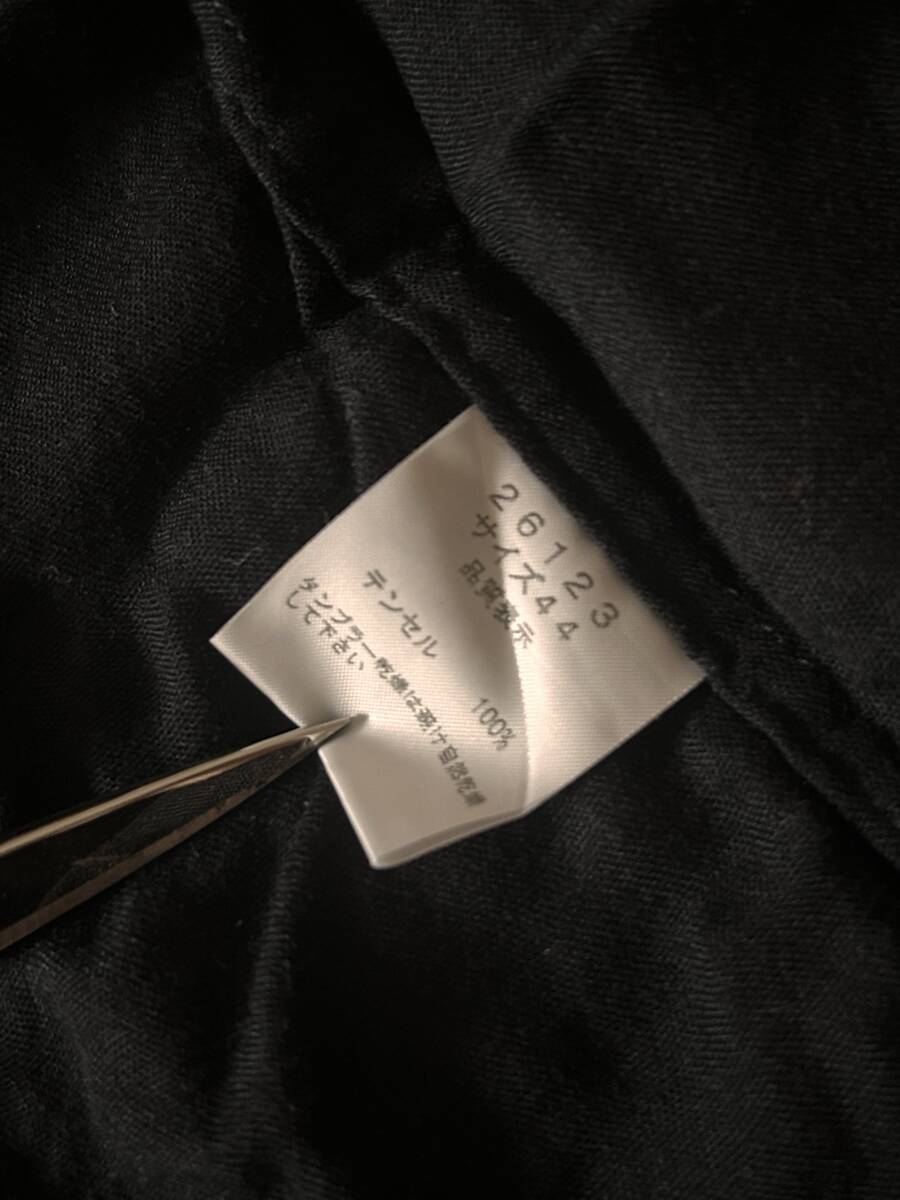 26123
サイズ44
品質表示
テンセル 100%
タンブラー乾燥は避け自然乾燥
して下さい